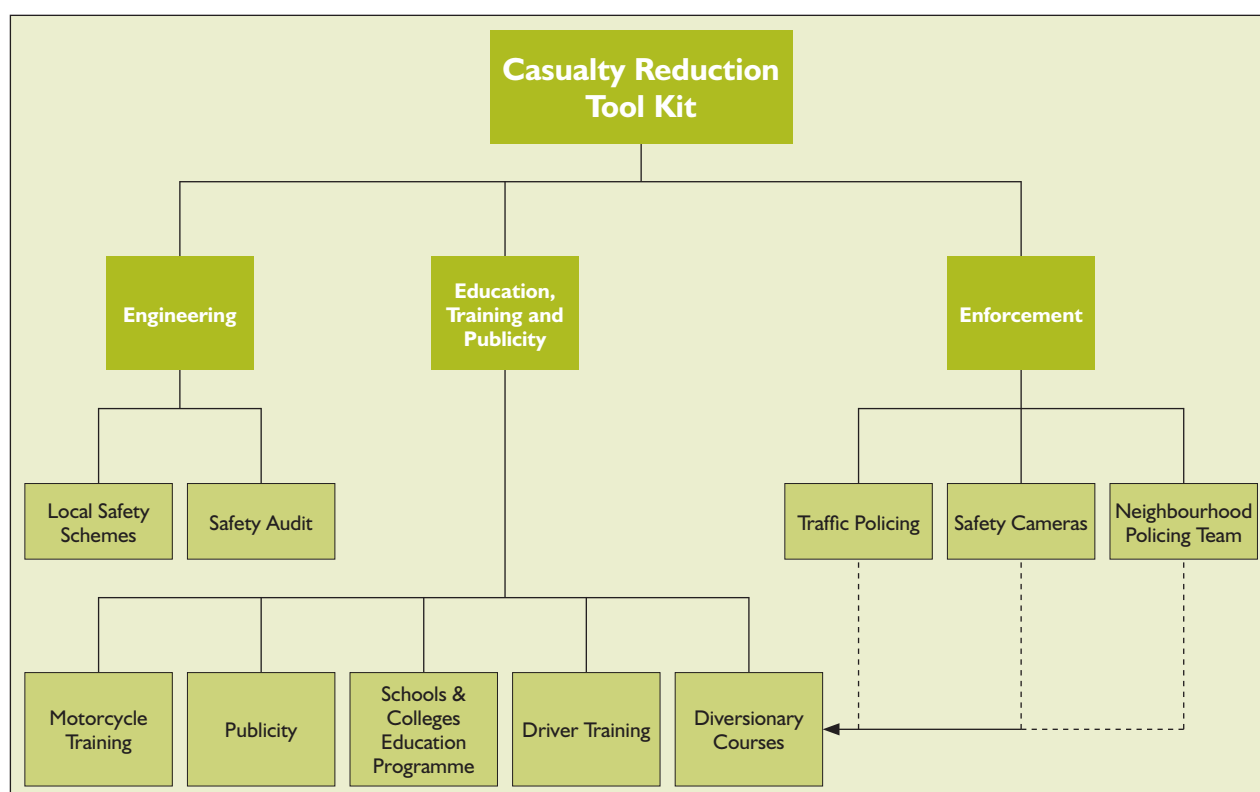 Casualty Reduction
Tool Kit
Engineering
Education,
Training and
Publicity
Enforcement
Local Safety
Schemes
Safety Audit
Traffic Policing
Safety Cameras
Neighbourhood
Policing Team
Motorcycle
Training
Publicity
Schools &
Colleges
Education
Programme
Driver Training
Diversionary
Courses